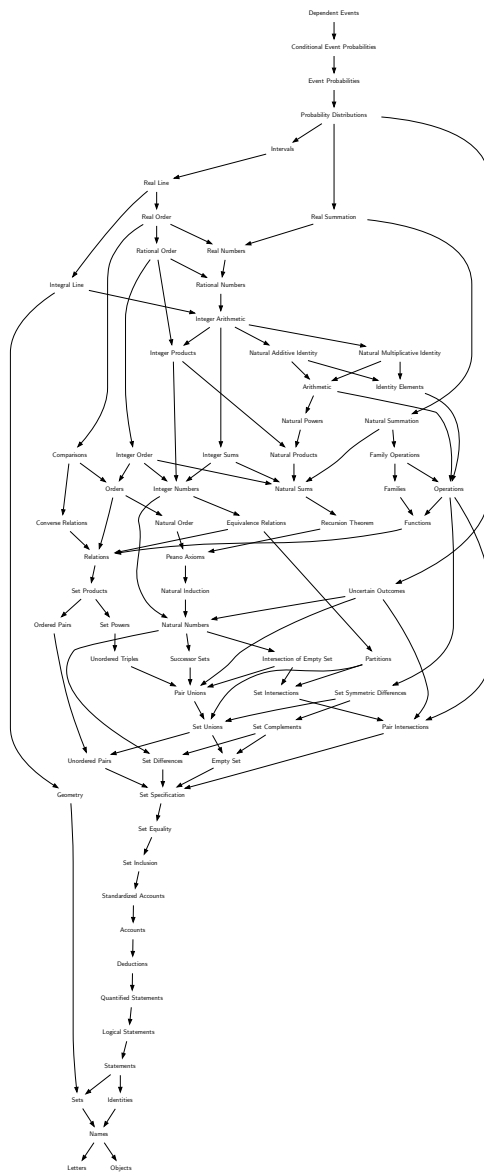 Dependent Events
Conditional Event Probabilities
Event Probabilities
Probability Distributions
Intervals
Real Line
Real Order Real Summation
Rational Order Real Numbers
Integral Line Rational Numbers
Integer Arithmetic
Integer Products Natural Additive Identity Natural Multiplicative Identity
Arithmetic Identity Elements
Natural Powers Natural Summation
Comparisons Integer Order Integer Sums Natural Products Family Operations
Orders Integer Numbers Natural Sums Families Operations
Converse Relations Natural Order Equivalence Relations Recursion Theorem Functions
Relations Peano Axioms
Set Products Natural Induction Uncertain Outcomes
Ordered Pairs Set Powers Natural Numbers
Unordered Triples Successor Sets Intersection of Empty Set Partitions
Pair Unions Set Intersections Set Symmetric Differences
Set Unions Set Complements Pair Intersections
Unordered Pairs Set Differences Empty Set
Geometry Set Specification
Set Equality
Set Inclusion
Standardized Accounts
Accounts
Deductions
Quantified Statements
Logical Statements
Statements
Sets Identities
Names
Letters Objects